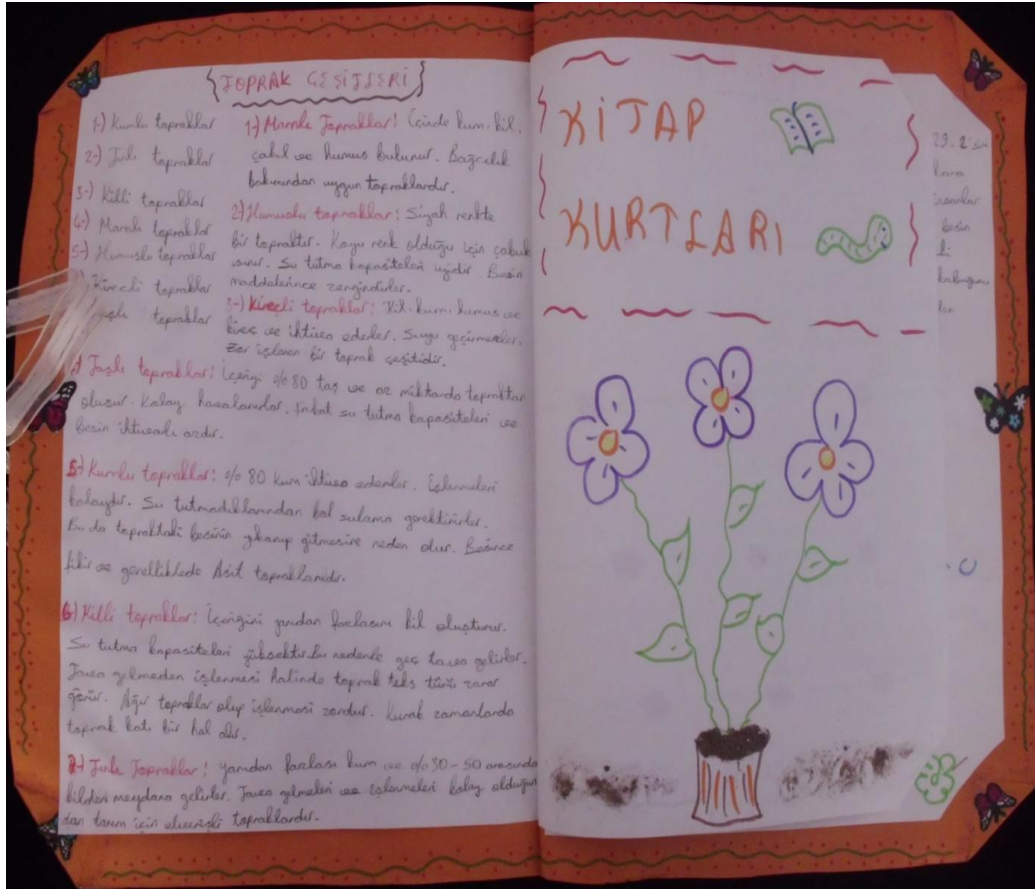 TOPRAK ÇEŞİTLERİ
1-) Kumlu topraklar
2-) Tınlı topraklar
3-) Killi topraklar
4-) Marnlı topraklar
5-) Humuslu topraklar
Kireçli topraklar
topraklar
1-) Marnlı Topraklar! İçinde kum. kil.
çakıl ve humus bulunur. Bağcılık
bakımından uygun topraklardır.
2-) Humuslu topraklar! Siyah renkte
bir topraktır. Koyu renk olduğu için çabuk
ısınır. Su tutma kapasiteleri iyidir. Besin
maddelerince zengindirler.
3-) Kireçli topraklar! Kil. kum. humus ve
kireç ve ihtiva ederler. Suyu geçirmezler.
Zor işlenen bir toprak çeşitidir.
Taşlı topraklar! İçeriği %80 taş ve az miktarda topraktan
oluşur. Kolay havalanırlar. Fakat su tutma kapasiteleri ve
besin azdır.
5-) Kumlu topraklar! %80 kum ihtiva ederler. İşlenmeleri
kolaydır. Su tutmadıklarından bol sulama gerektirirler.
Bu da topraktaki besinin yıkanıp gitmesine neden olur. Besince
fakir ve genelliklede Asit topraklarıdır.
6-) Killi topraklar! İçeriğini yarıdan fazlasını kil oluşturur.
Su tutma kapasiteleri yüksektir. Bu nedenle geç tava gelirler.
Tava gelmeden işlenmesi halinde toprak teks türü zarar
görür. Ağır topraklar olup işlenmesi zordur. Kurak zamanlarda
toprak katı bir hal alır.
7-) Tınlı Topraklar! yarıdan fazlası kum ve %30-50 arasında
kilden meydana gelirler. Tava gelmeleri ve işlenmeleri kolay olduğun
dan tarım için elverişli topraklardır.
KİTAP
KURTLARI
insanlar
besin